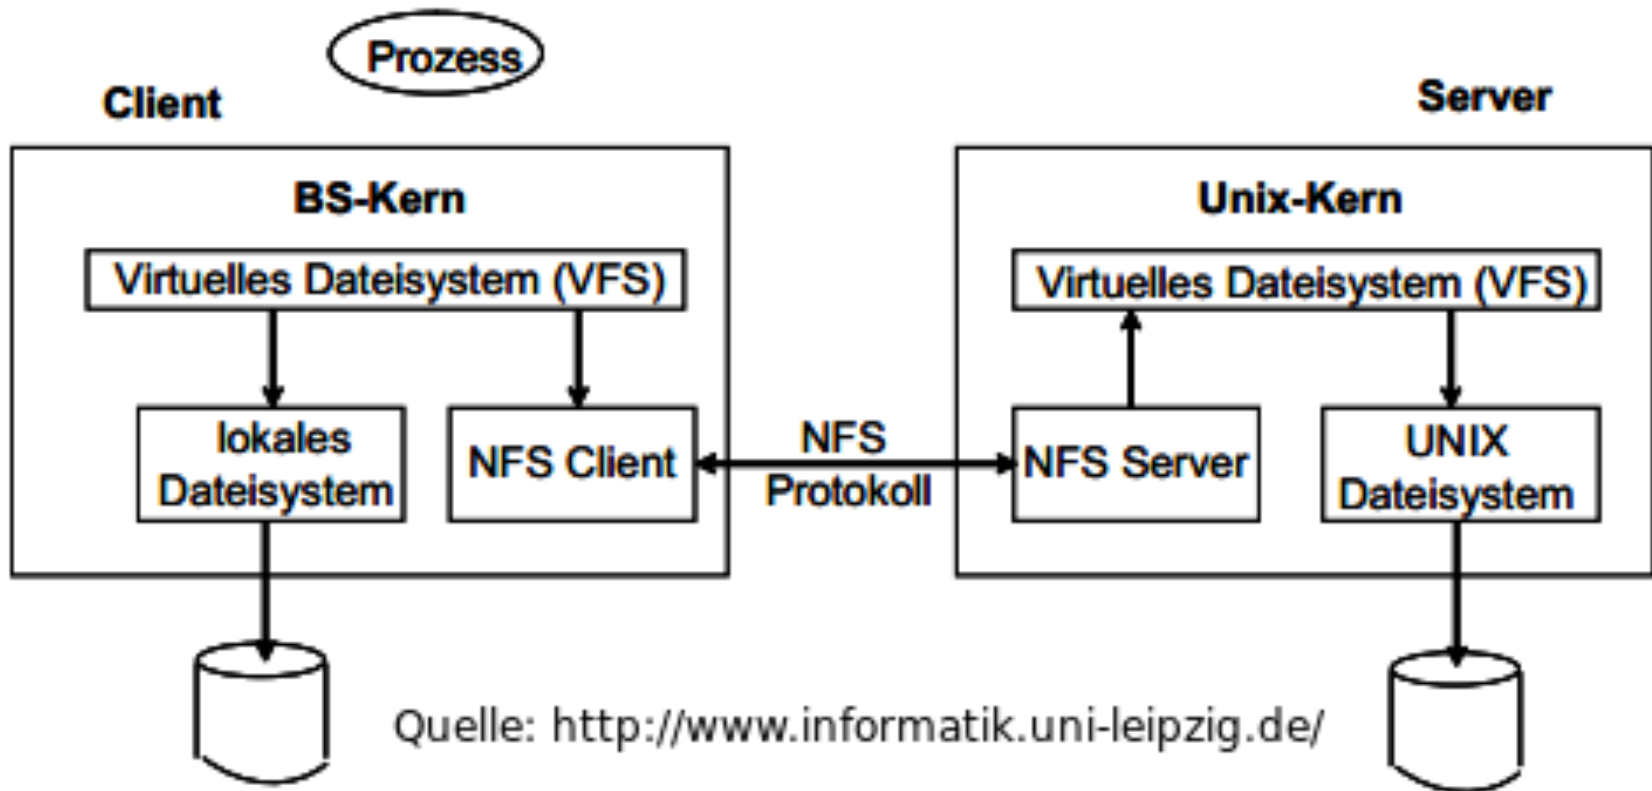 Prozess
Client
Server
BS-Kern
Unix-Kern
Virtuelles Dateisystem (VFS)
Virtuelles Dateisystem (VFS)
lokales
Dateisystem
NFS Client
NFS
Protokoll
NFS Server
UNIX
Dateisystem
Quelle: http://www.informatik.uni-leipzig.de/